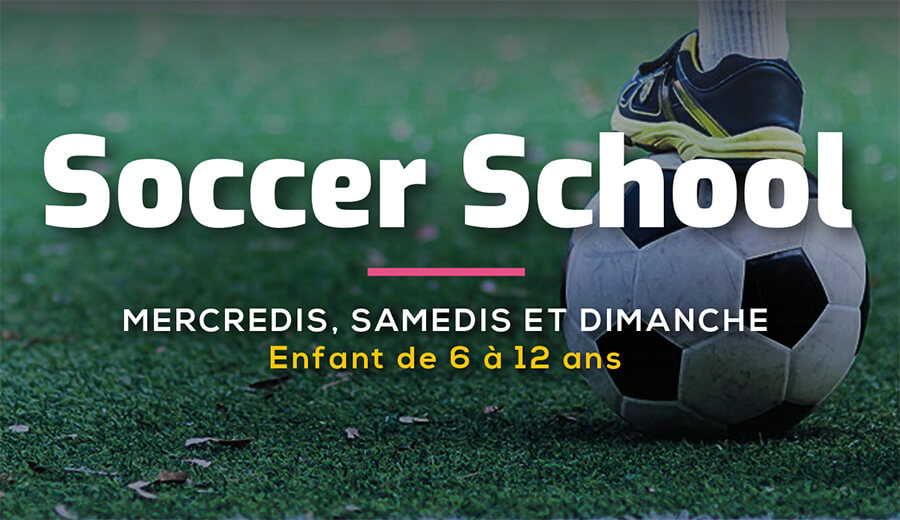 Soccer School
MERCREDIS, SAMEDIS ET DIMANCHE
Enfant de 6 à 12 ans